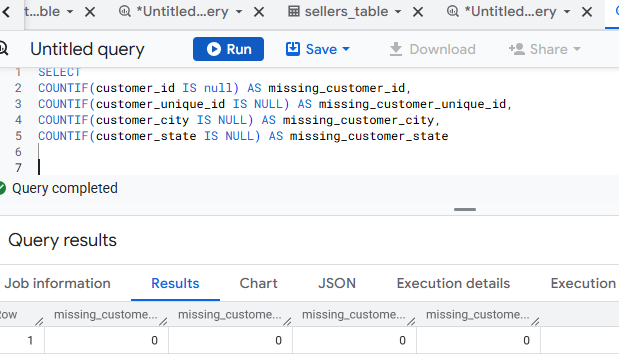 t...ble *Untitled...ery sellers_table *Untitled...ery
Untitled query Run Save Download Share
1 SELECT
2 COUNTIF(customer_id IS null) AS missing_customer_id,
3 COUNTIF(customer_unique_id IS NULL) AS missing_customer_unique_id,
4 COUNTIF(customer_city IS NULL) AS missing_customer_city,
5 COUNTIF(customer_state IS NULL) AS missing_customer_state
6
7
Query completed
Query results
Job information Results Chart JSON Execution details Execution
ow missing_custome... missing_custome... missing_custome... missing_custome...
1 0 0 0 0